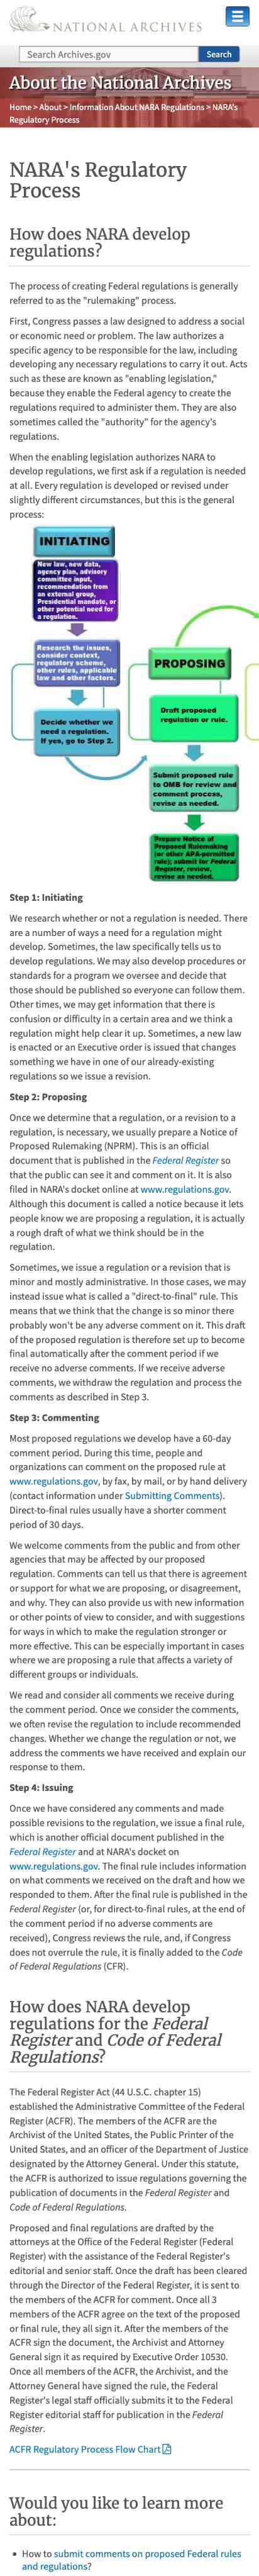 NATIONAL ARCHIVES
Search Archives.gov
Search
About the National Archives
Home > About > Information About NARA Regulations > NARA's
Regulatory Process
NARA's Regulatory
Process
How does NARA develop
regulations?
The process of creating Federal regulations is generally
referred to as the "rulemaking" process.
First, Congress passes a law designed to address a social
or economic need or problem. The law authorizes a
specific agency to be responsible for the law, including
developing any necessary regulations to carry it out. Acts
such as these are known as "enabling legislation,"
because they enable the Federal agency to create the
regulations required to administer them. They are also
sometimes called the "authority" for the agency's
regulations.
When the enabling legislation authorizes NARA to
develop regulations, we first ask if a regulation is needed
at all. Every regulation is developed or revised under
slightly different circumstances, but this is the general
process:
INITIATING
New law, new data,
agency plan, advisory
committee input,
recommendation from
an external group,
Presidential mandate, or
other potential need for
a regulation.
Research the issues,
consider context,
regulatory scheme,
other rules, applicable
law and other factors.
Decide whether we
need a regulation.
If yes, go to Step 2.
PROPOSING
Draft proposed
regulation or rule.
Submit proposed rule
to OMB for review and
comment process,
revise as needed.
Prepare Notice of
Proposed Rulemaking
(or other APA-permitted
rule); submit for Federal
Register, review,
revise as needed.
Step 1: Initiating
We research whether or not a regulation is needed. There
are a number of ways a need for a regulation might
develop. Sometimes, the law specifically tells us to
develop regulations. We may also develop procedures or
standards for a program we oversee and decide that
those should be published so everyone can follow them.
Other times, we may get information that there is
confusion or difficulty in a certain area and we think a
regulation might help clear it up. Sometimes, a new law
is enacted or an Executive order is issued that changes
something we have in one of our already-existing
regulations so we issue a revision.
Step 2: Proposing
Once we determine that a regulation, or a revision to a
regulation, is necessary, we usually prepare a Notice of
Proposed Rulemaking (NPRM). This is an official
document that is published in the Federal Register so
that the public can see it and comment on it. It is also
filed in NARA's docket online at www.regulations.gov.
Although this document is called a notice because it lets
people know we are proposing a regulation, it is actually
a rough draft of what we think should be in the
regulation.
Sometimes, we issue a regulation or a revision that is
minor and mostly administrative. In those cases, we may
instead issue what is called a "direct-to-final" rule. This
means that we think that the change is so minor there
probably won't be any adverse comment on it. This draft
of the proposed regulation is therefore set up to become
final automatically after the comment period if we
receive no adverse comments. If we receive adverse
comments, we withdraw the regulation and process the
comments as described in Step 3.
Step 3: Commenting
Most proposed regulations we develop have a 60-day
comment period. During this time, people and
organizations can comment on the proposed rule at
www.regulations.gov, by fax, by mail, or by hand delivery
(contact information under Submitting Comments).
Direct-to-final rules usually have a shorter comment
period of 30 days.
We welcome comments from the public and from other
agencies that may be affected by our proposed
regulation. Comments can tell us that there is agreement
or support for what we are proposing, or disagreement,
and why. They can also provide us with new information
or other points of view to consider, and with suggestions
for ways in which to make the regulation stronger or
more effective. This can be especially important in cases
where we are proposing a rule that affects a variety of
different groups or individuals.
We read and consider all comments we receive during
the comment period. Once we consider the comments,
we often revise the regulation to include recommended
changes. Whether we change the regulation or not, we
address the comments we have received and explain our
response to them.
Step 4: Issuing
Once we have considered any comments and made
possible revisions to the regulation, we issue a final rule,
which is another official document published in the
Federal Register and at NARA's docket on
www.regulations.gov. The final rule includes information
on what comments we received on the draft and how we
responded to them. After the final rule is published in the
Federal Register (or, for direct-to-final rules, at the end of
the comment period if no adverse comments are
received), Congress reviews the rule, and, if Congress
does not overrule the rule, it is finally added to the Code
of Federal Regulations (CFR).
How does NARA develop
regulations for the Federal
Register and Code of Federal
Regulations?
The Federal Register Act (44 U.S.C. chapter 15)
established the Administrative Committee of the Federal
Register (ACFR). The members of the ACFR are the
Archivist of the United States, the Public Printer of the
United States, and an officer of the Department of Justice
designated by the Attorney General. Under this statute,
the ACFR is authorized to issue regulations governing the
publication of documents in the Federal Register and
Code of Federal Regulations.
Proposed and final regulations are drafted by the
attorneys at the Office of the Federal Register (Federal
Register) with the assistance of the Federal Register's
editorial and senior staff. Once the draft has been cleared
through the Director of the Federal Register, it is sent to
the members of the ACFR for comment. Once all 3
members of the ACFR agree on the text of the proposed
or final rule, they all sign it. After the members of the
ACFR sign the document, the Archivist and Attorney
General sign it as required by Executive Order 10530.
Once all members of the ACFR, the Archivist, and the
Attorney General have signed the rule, the Federal
Register's legal staff officially submits it to the Federal
Register editorial staff for publication in the Federal
Register.
ACFR Regulatory Process Flow Chart
Would you like to learn more
about:
• How to submit comments on proposed Federal rules
and regulations?